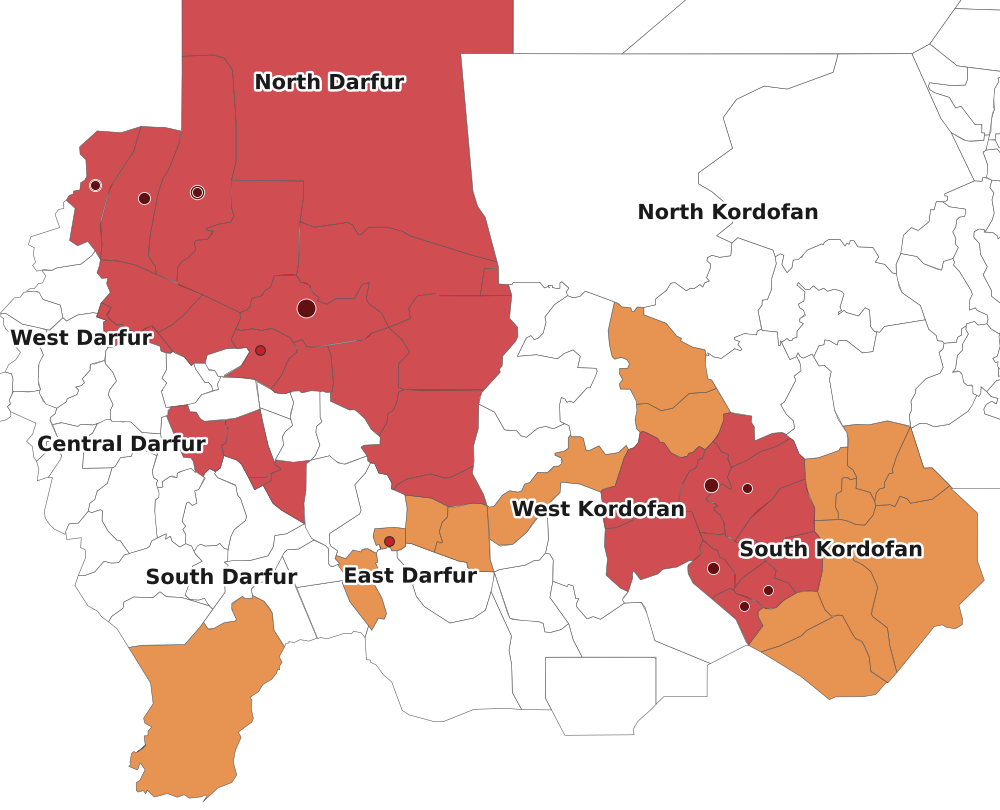 North Darfur
North Kordofan
West Darfur
Central Darfur
West Kordofan
South Kordofan
South Darfur
East Darfur